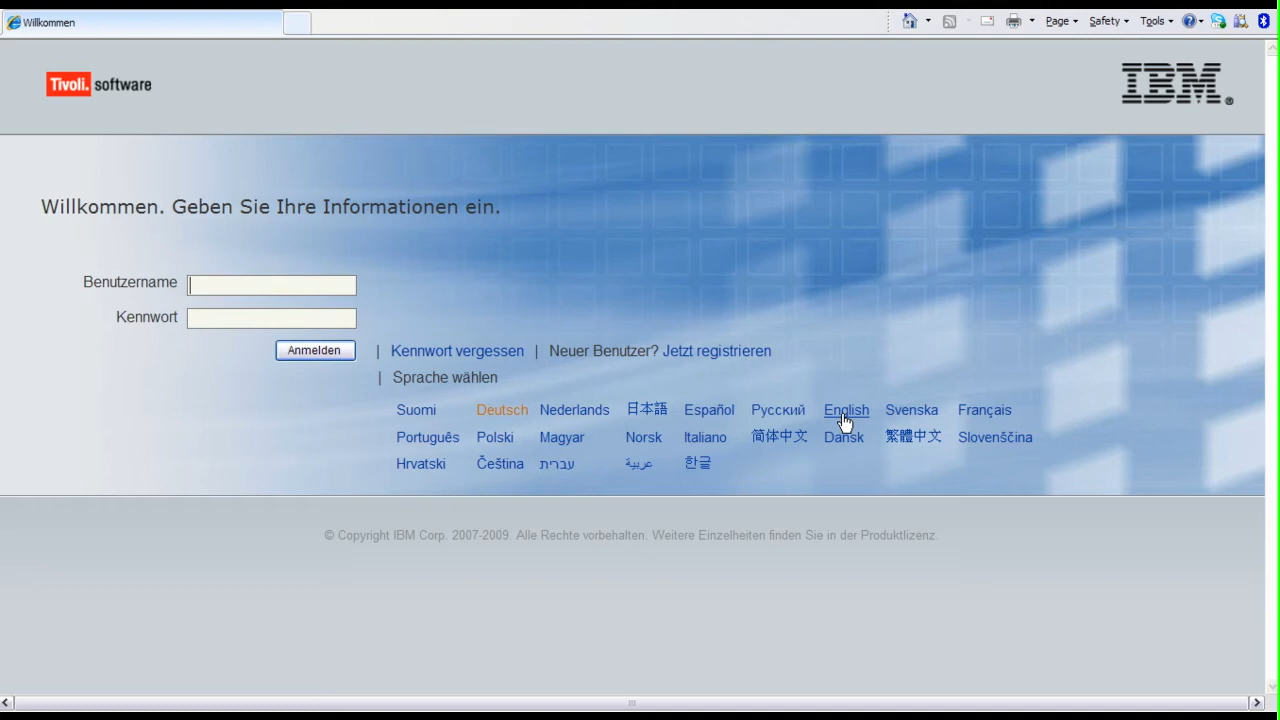 Willkommen
Page
Safety
Tools
Tivoli. software
IBM®
Willkommen. Geben Sie Ihre Informationen ein.
Benutzername
Kennwort
Anmelden | Kennwort vergessen | Neuer Benutzer? Jetzt registrieren
| Sprache wählen
Suomi Deutsch Nederlands 日本語 Español Русский English Svenska Français
Português Polski Magyar Norsk Italiano 简体中文 Dansk 繁體中文 Slovenščina
Hrvatski Čeština עברית عربية 한글
© Copyright IBM Corp. 2007-2009. Alle Rechte vorbehalten. Weitere Einzelheiten finden Sie in der Produktlizenz.